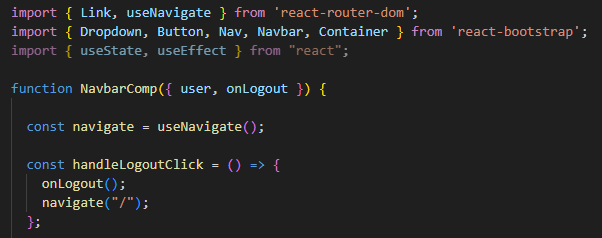 import { Link, useNavigate } from 'react-router-dom';
import { Dropdown, Button, Nav, Navbar, Container } from 'react-bootstrap';
import { useState, useEffect } from "react";
function NavbarComp({ user, onLogout }) {
const navigate = useNavigate();
const handleLogoutClick = () => {
onLogout();
navigate("/");
};